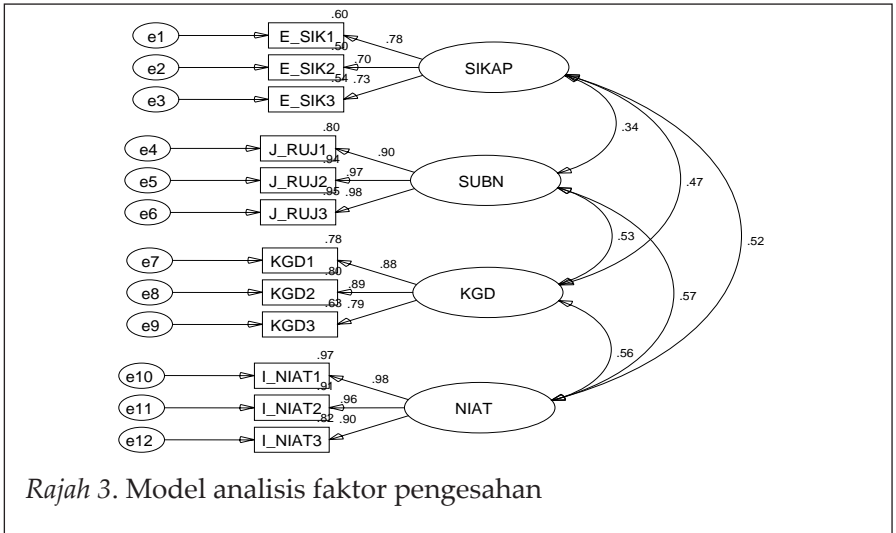 .60
e1 E_SIK1 .78
.50
e2 E_SIK2 .70 SIKAP
.54 .73
e3 E_SIK3
.34
.80
e4 J_RUJ1 .90
.94
e5 J_RUJ2 .97 SUBN .47
.95 .98
e6 J_RUJ3
.53 .52
.78
e7 KGD1 .88
.80
e8 KGD2 .89 KGD .57
.63 .79
e9 KGD3
.56
.97
e10 I_NIAT1 .98
.91
e11 I_NIAT2 .96 NIAT
.82 .90
e12 I_NIAT3
Rajah 3. Model analisis faktor pengesahan